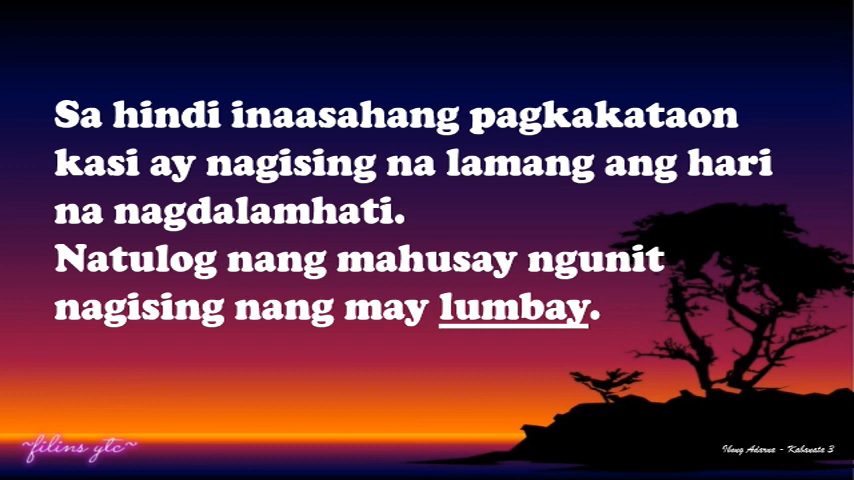 Sa hindi inaasahang pagkakataon
kasi ay nagising na lamang ang hari
na nagdalamhati.
Natulog nang mahusay ngunit
nagising nang may lumbay.
~filins ytc~
Ibong Adarna - Kabanata 3